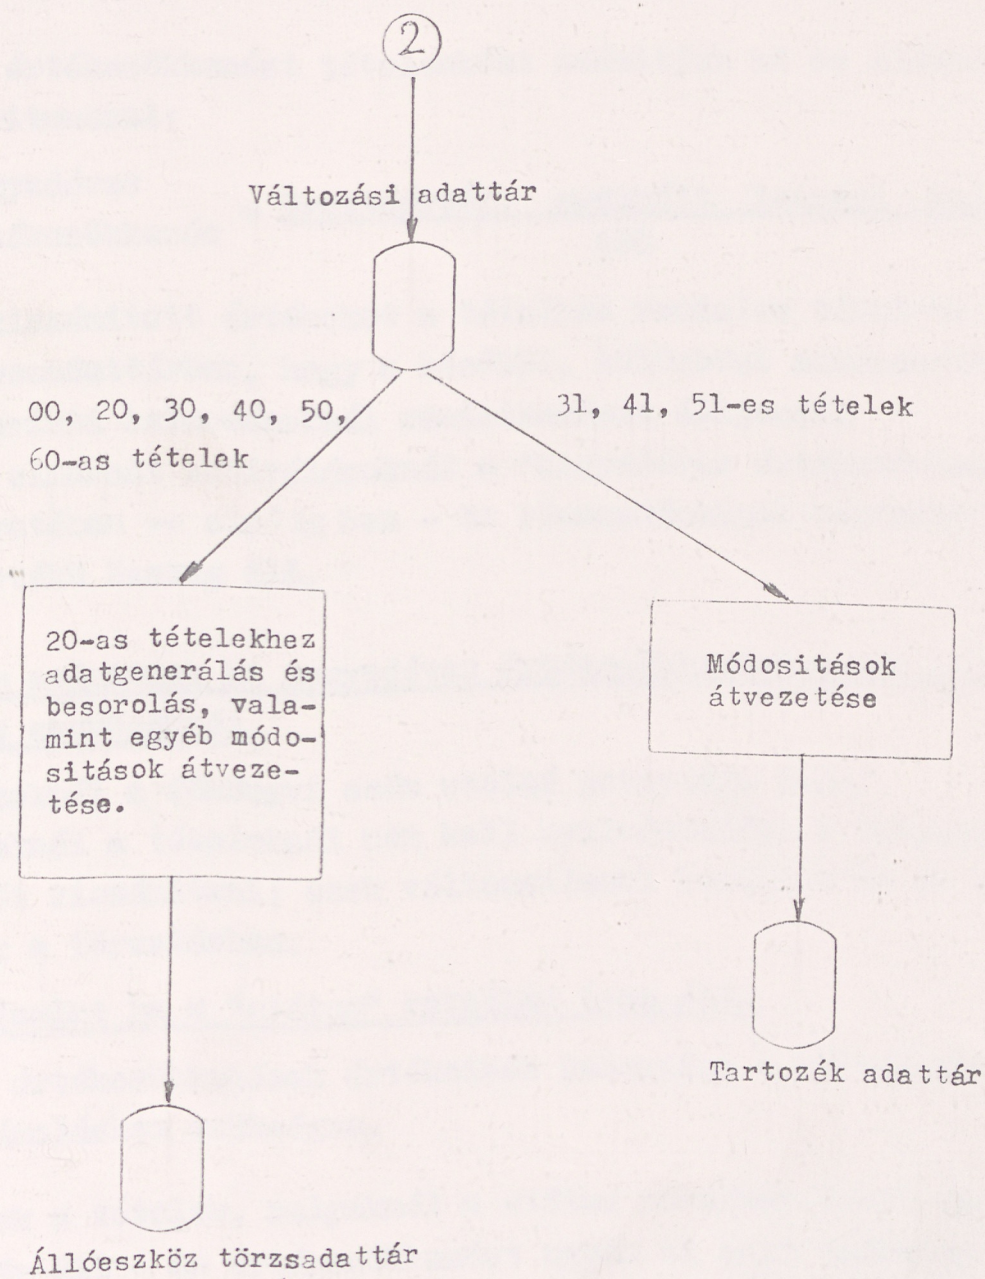 2
Változási adattár
00, 20, 30, 40, 50,
60-as tételek
31, 41, 51-es tételek
20-as tételekhez
adatgenerálás és
besorolás, vala-
mint egyéb módo-
sitások átveze-
tése.
Módositások
átvezetése
Tartozék adattár
Állóeszköz törzsadattár